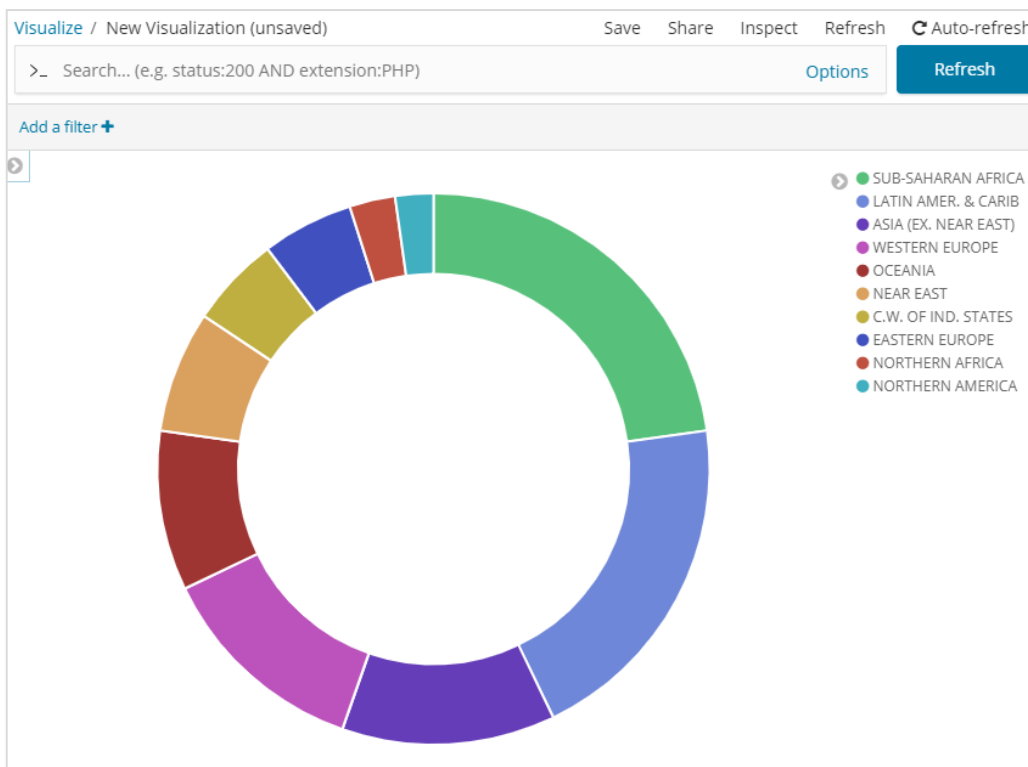 Visualize / New Visualization (unsaved) Save Share Inspect Refresh Auto-refresh
>_ Search... (e.g. status:200 AND extension:PHP) Options Refresh
Add a filter +
SUB-SAHARAN AFRICA
LATIN AMER. & CARIB
ASIA (EX. NEAR EAST)
WESTERN EUROPE
OCEANIA
NEAR EAST
C.W. OF IND. STATES
EASTERN EUROPE
NORTHERN AFRICA
NORTHERN AMERICA